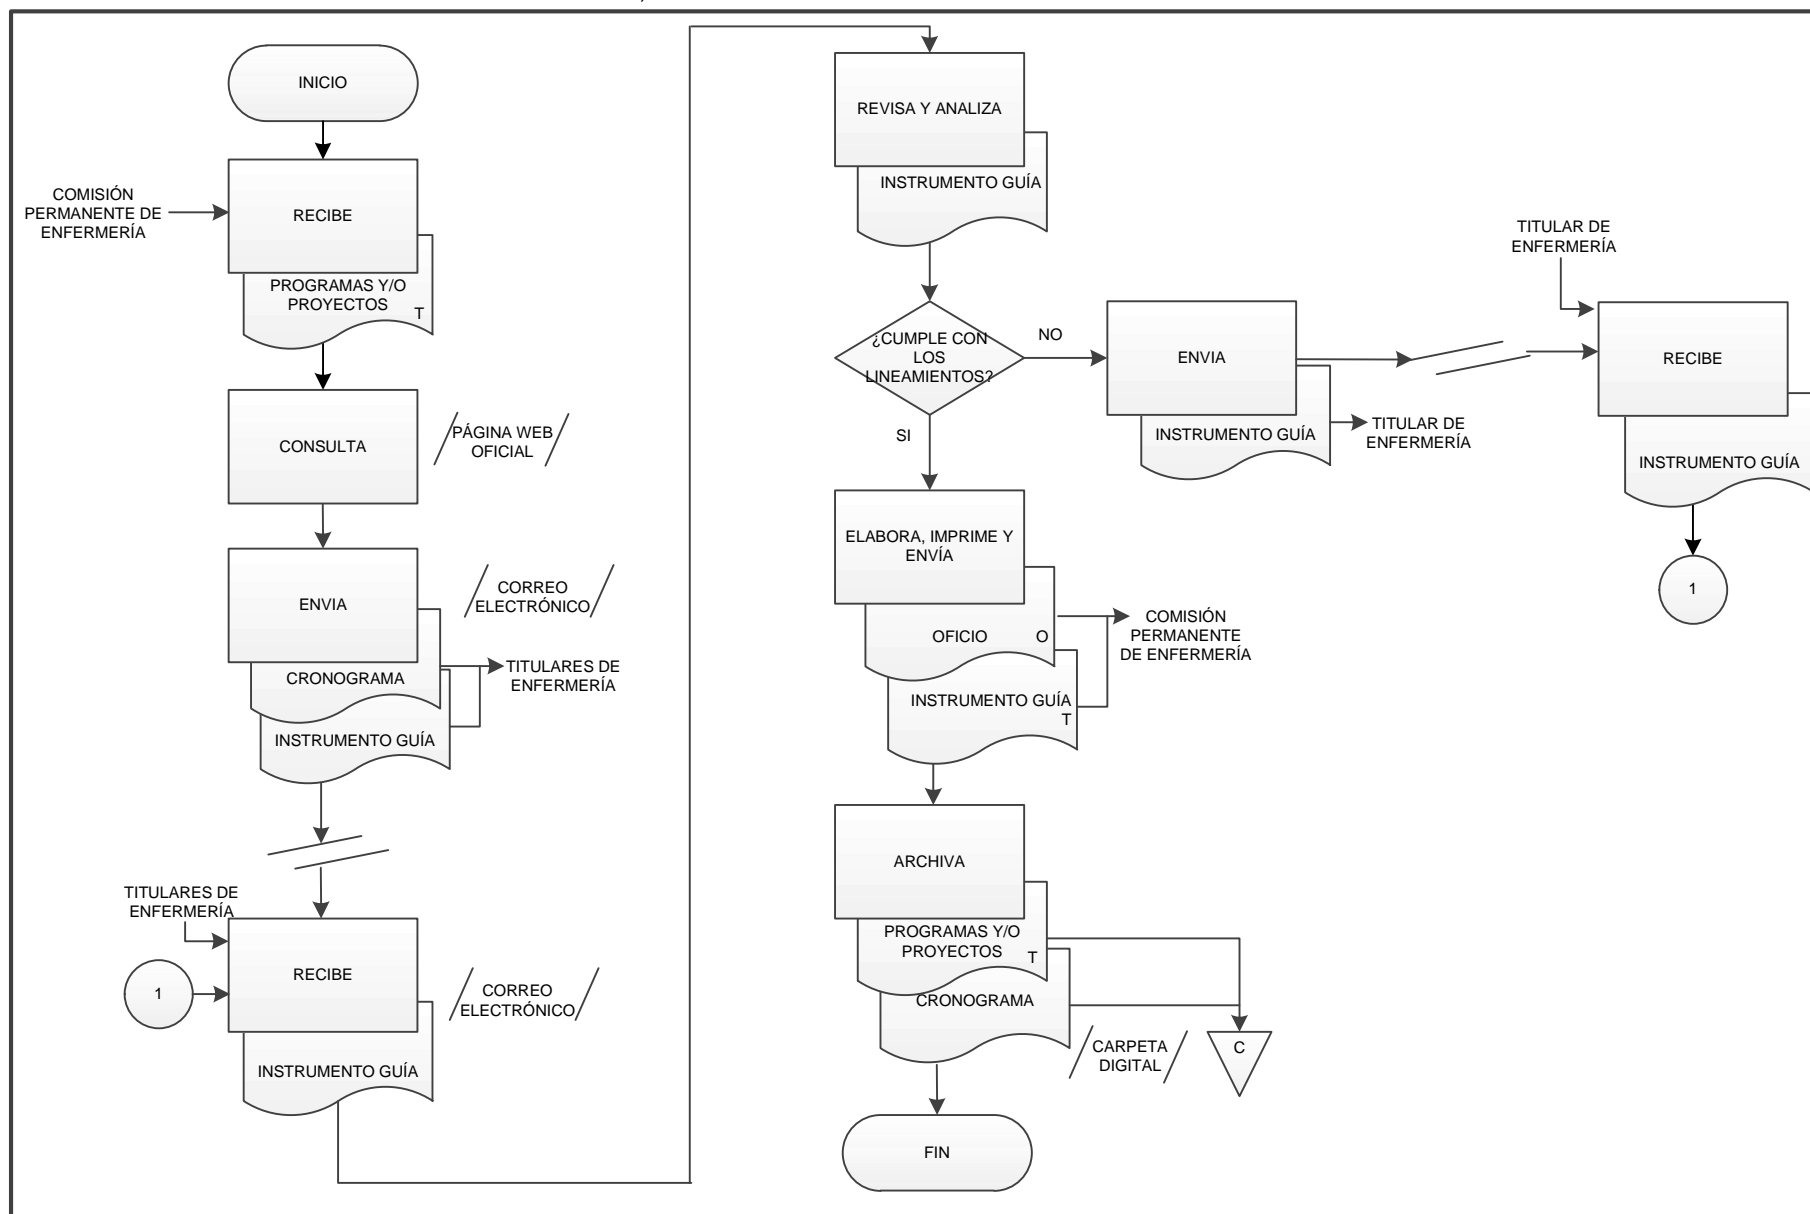 INICIO
COMISIÓN
PERMANENTE DE
ENFERMERÍA
RECIBE
PROGRAMAS Y/O
PROYECTOS
T
CONSULTA
PÁGINA WEB
OFICIAL
ENVIA
CORREO
ELECTRÓNICO
CRONOGRAMA
TITULARES DE
ENFERMERÍA
INSTRUMENTO GUÍA
TITULARES DE
ENFERMERÍA
RECIBE
1
CORREO
ELECTRÓNICO
INSTRUMENTO GUÍA
REVISA Y ANALIZA
INSTRUMENTO GUÍA
¿CUMPLE CON
LOS
LINEAMIENTOS?
NO
SI
ENVIA
INSTRUMENTO GUÍA
TITULAR DE
ENFERMERÍA
TITULAR DE
ENFERMERÍA
RECIBE
INSTRUMENTO GUÍA
1
ELABORA, IMPRIME Y
ENVÍA
OFICIO O
INSTRUMENTO GUÍA
T
COMISIÓN
PERMANENTE
DE ENFERMERÍA
ARCHIVA
PROGRAMAS Y/O
PROYECTOS
T
CRONOGRAMA
CARPETA
DIGITAL
C
FIN